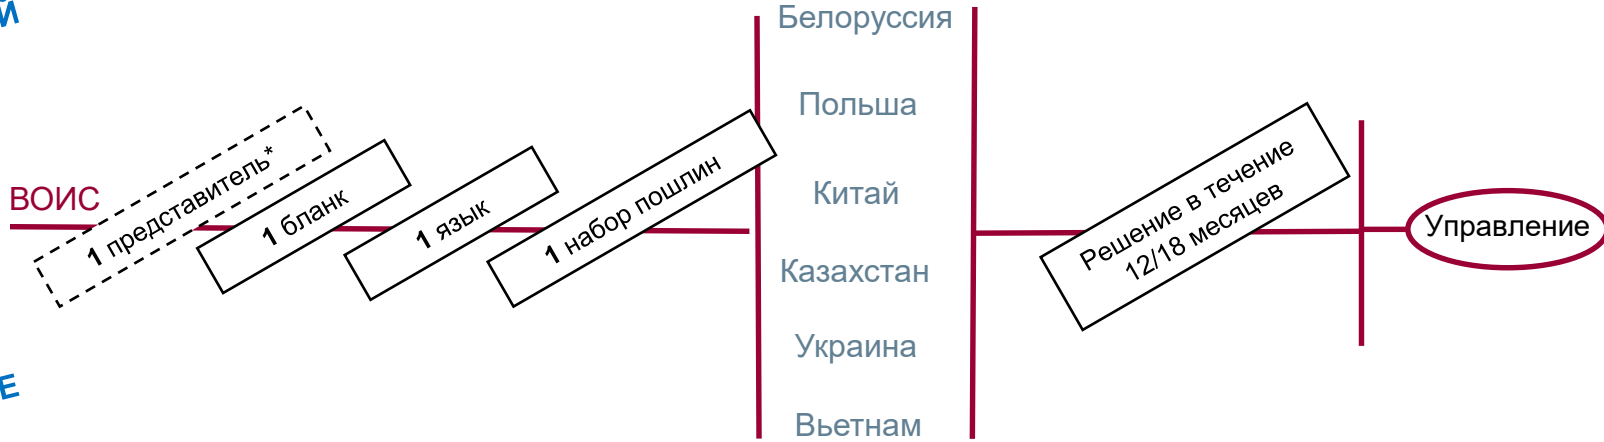 Й
ВОИС
1 представитель*
1 бланк
1 язык
1 набор пошлин
Белоруссия
Польша
Китай
Казахстан
Украина
Вьетнам
Решение в течение
12/18 месяцев
Управление
Е